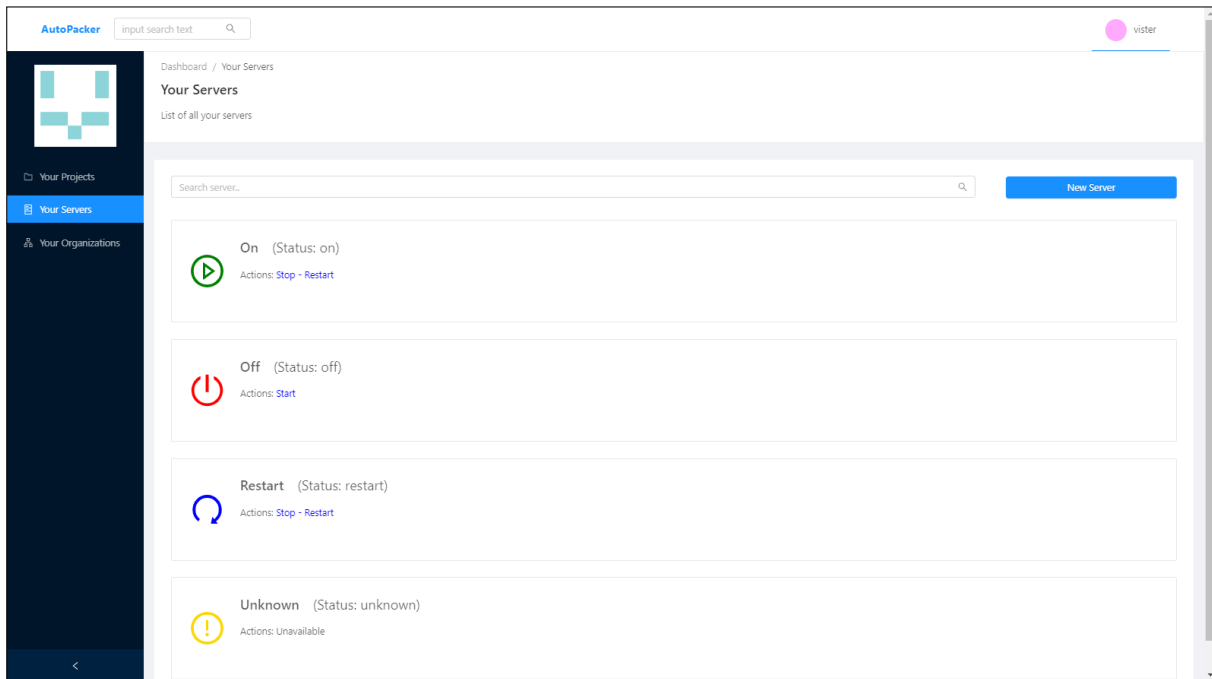 AutoPacker
input search text
vister
Dashboard / Your Servers
Your Servers
List of all your servers
Your Projects
Your Servers
Your Organizations
Search server..
New Server
On (Status: on)
Actions: Stop - Restart
Off (Status: off)
Actions: Start
Restart (Status: restart)
Actions: Stop - Restart
Unknown (Status: unknown)
Actions: Unavailable